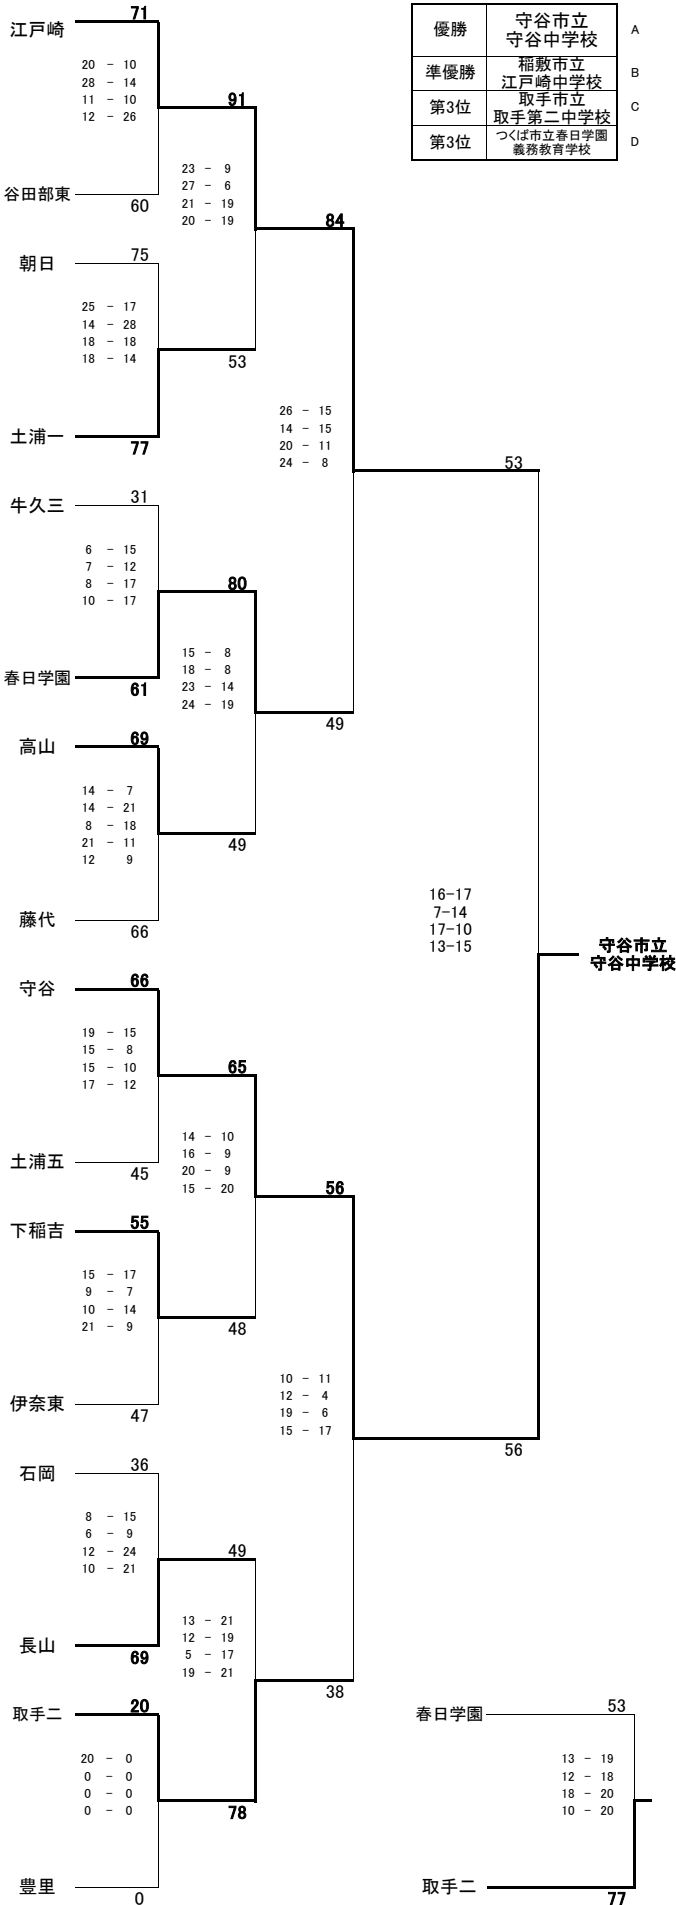 優勝 守谷市立 守谷中学校 A
準優勝 稲敷市立 江戸崎中学校 B
第3位 取手市立 取手第二中学校 C
第3位 つくば市立春日学園 義務教育学校 D
江戸崎 71
20 - 10
28 - 14
11 - 10
12 - 26
谷田部東 60
91
23 - 9
27 - 6
21 - 19
20 - 19
朝日 75
25 - 17
14 - 28
18 - 18
18 - 14
土浦一 77
53
84
26 - 15
14 - 15
20 - 11
24 - 8
53
牛久三 31
6 - 15
7 - 12
8 - 17
10 - 17
春日学園 61
80
15 - 8
18 - 8
23 - 14
24 - 19
49
高山 69
14 - 7
14 - 21
8 - 18
21 - 11
12 9
藤代 66
49
16-17
7-14
17-10
13-15
守谷市立
守谷中学校
守谷 66
19 - 15
15 - 8
15 - 10
17 - 12
土浦五 45
65
14 - 10
16 - 9
20 - 9
15 - 20
56
下稲吉 55
15 - 17
9 - 7
10 - 14
21 - 9
伊奈東 47
48
10 - 11
12 - 4
19 - 6
15 - 17
56
石岡 36
8 - 15
6 - 9
12 - 24
10 - 21
長山 69
49
13 - 21
12 - 19
5 - 17
19 - 21
38
取手二 20
20 - 0
0 - 0
0 - 0
0 - 0
豊里 0
78
春日学園 53
13 - 19
12 - 18
18 - 20
10 - 20
取手二 77